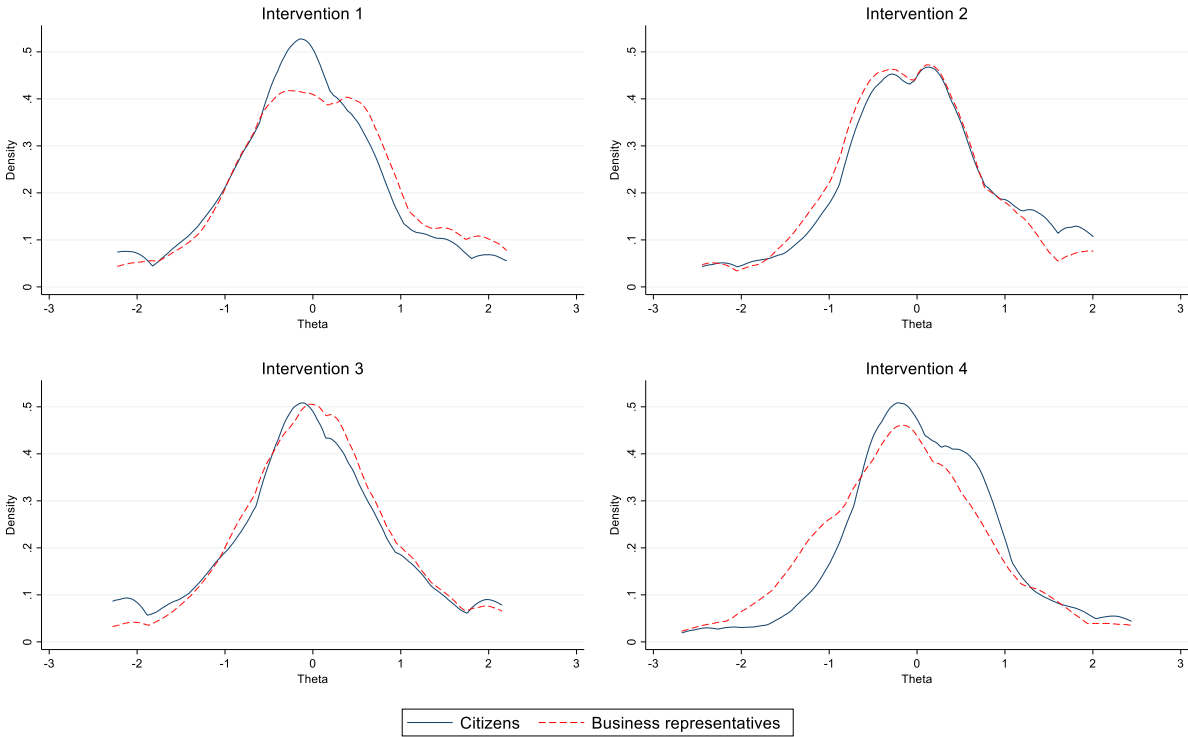 Intervention 1
Density
0 .1 .2 .3 .4 .5
-3 -2 -1 0 1 2 3
Theta
Intervention 2
Density
0 .1 .2 .3 .4 .5
-3 -2 -1 0 1 2 3
Theta
Intervention 3
Density
0 .1 .2 .3 .4 .5
-3 -2 -1 0 1 2 3
Theta
Intervention 4
Density
0 .1 .2 .3 .4 .5
-3 -2 -1 0 1 2 3
Theta
Citizens Business representatives